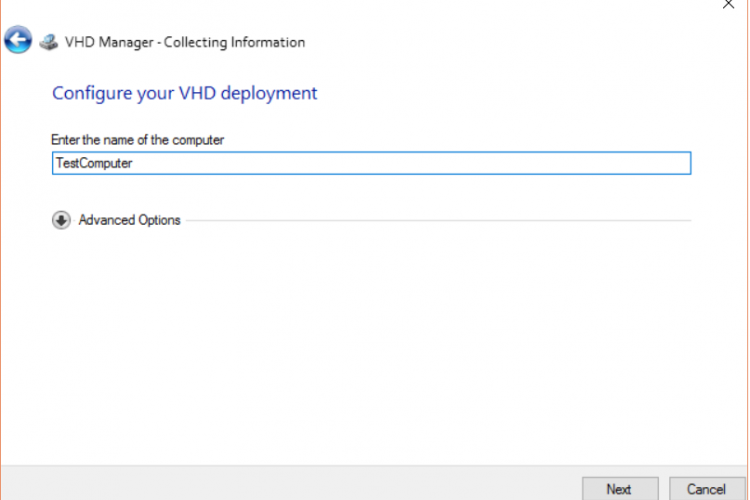 VHD Manager - Collecting Information
Configure your VHD deployment
Enter the name of the computer
TestComputer
Advanced Options
Next Cancel